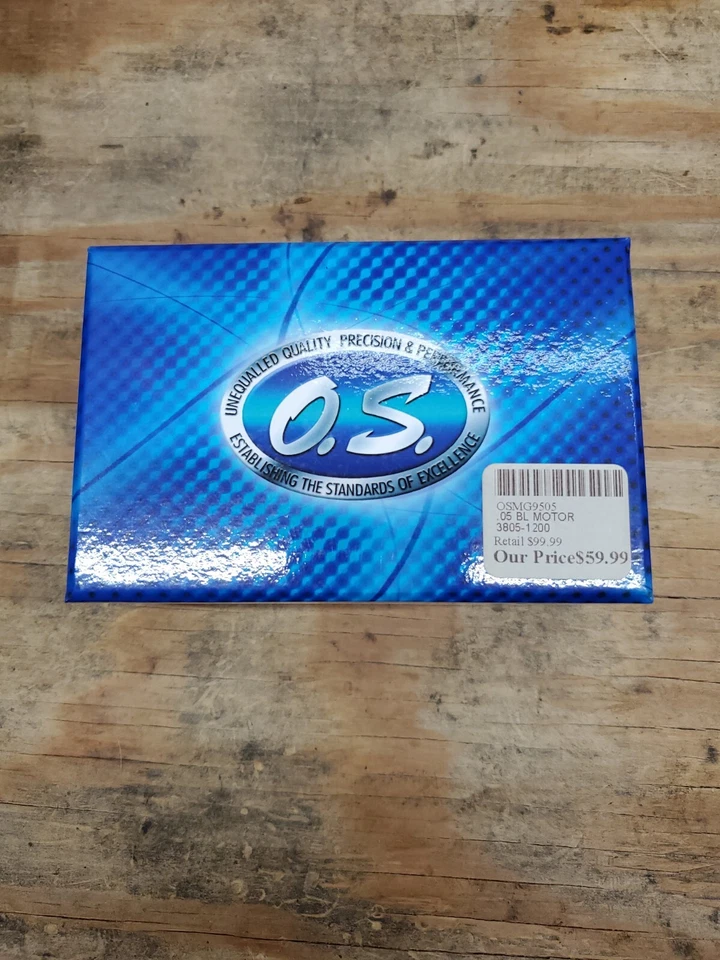 UNEQUALLED QUALITY PRECISION & PERFORMANCE
O.S.
ESTABLISHING THE STANDARDS OF EXCELLENCE
OSMG9505
.05 BL MOTOR
3805-1200
Retail $99.99
Our Price$59.99